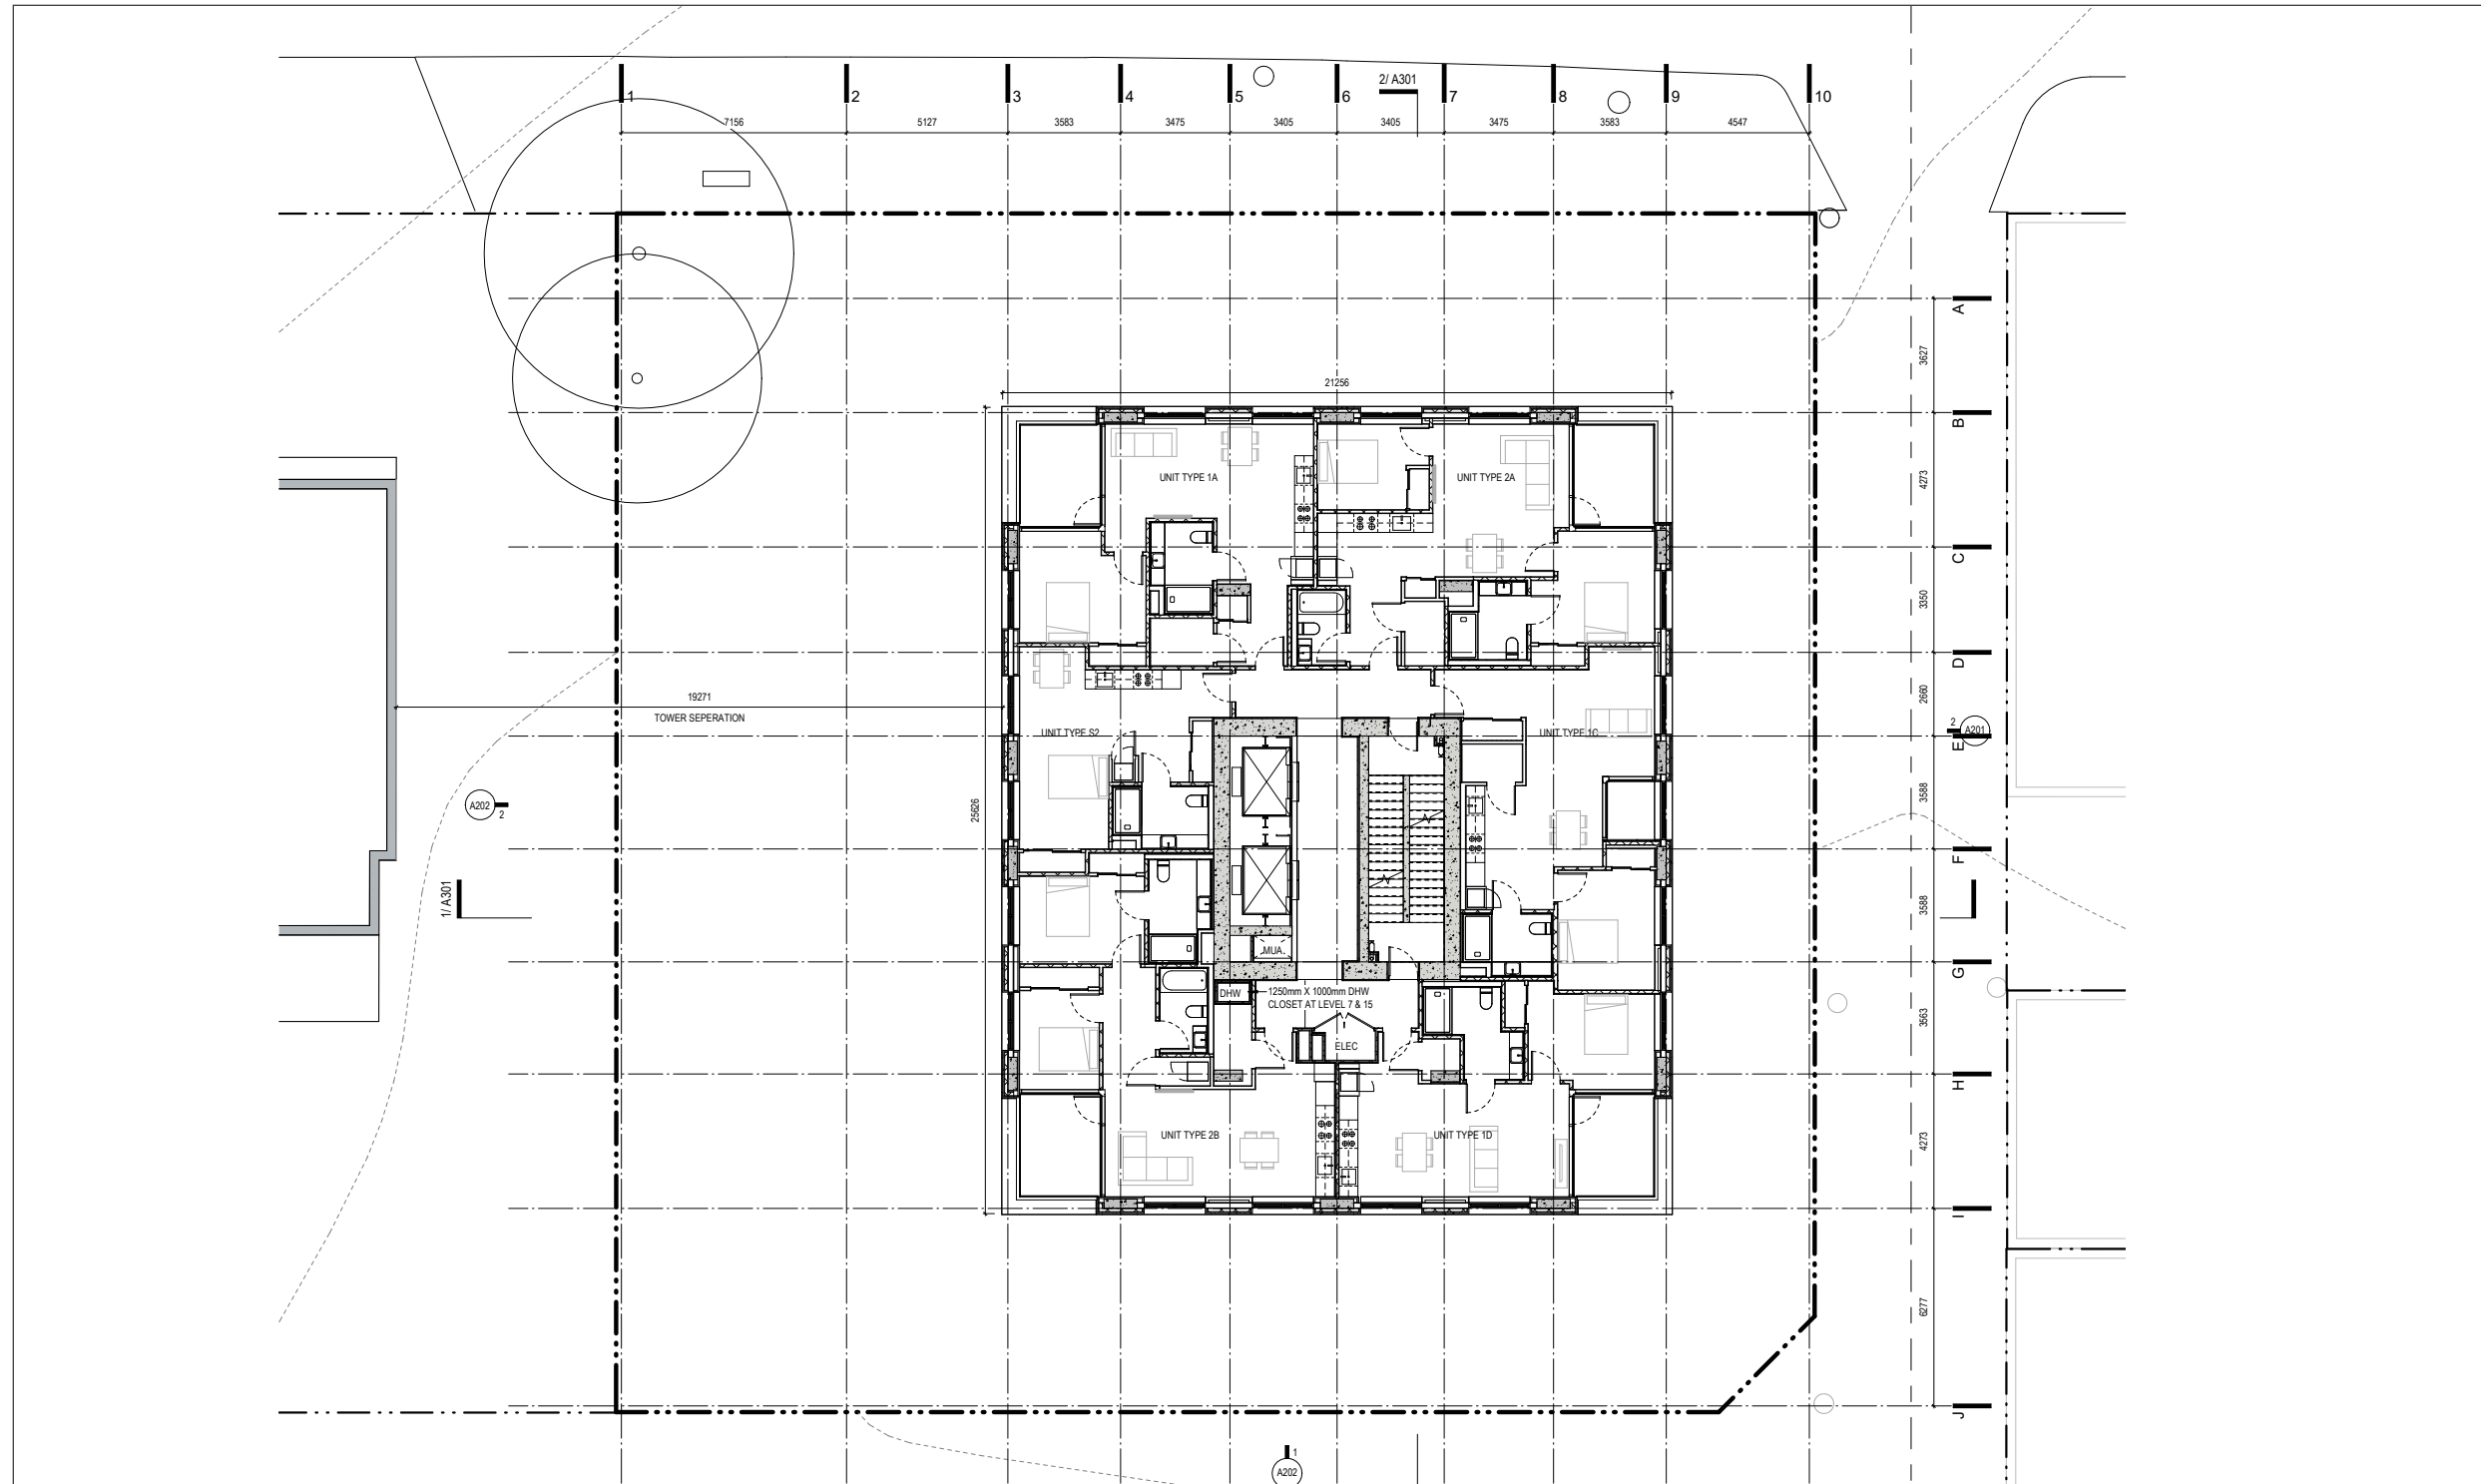 2/ A301
1
2
3
4
5
6
7
8
9
10
7156
5127
3583
3475
3405
3405
3475
3583
4547
A
3627
21256
B
UNIT TYPE 1A
UNIT TYPE 2A
4273
C
3350
D
19271
TOWER SEPERATION
2660
UNIT TYPE S2
UNIT TYPE 1C
2
A201
E
A202
2
25626
3588
F
1/ A301
3588
MUA
G
DHW
1250mm X 1000mm DHW
CLOSET AT LEVEL 7 & 15
3563
ELEC
H
UNIT TYPE 2B
UNIT TYPE 1D
4273
I
6277
J
1
A202